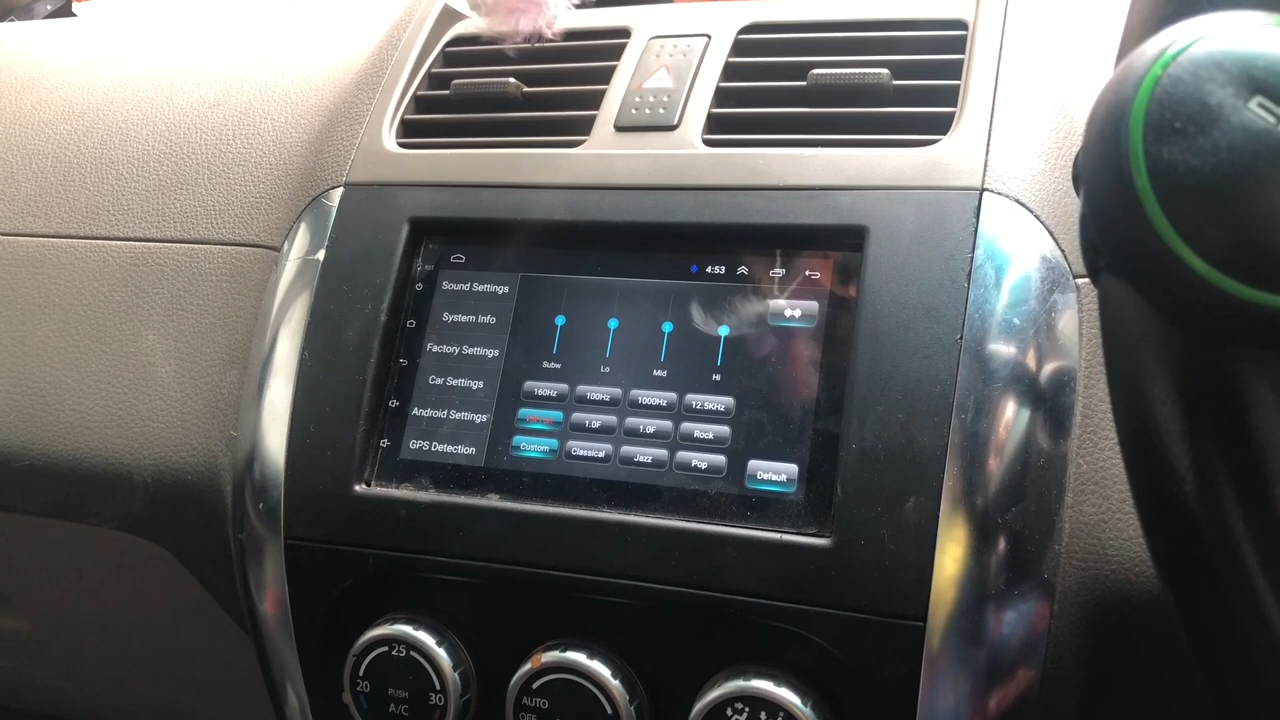 4:53
RST
Sound Settings
System Info
Factory Settings
Car Settings
Android Settings
GPS Detection
Subw
Lo
Mid
Hi
160Hz
100Hz
1000Hz
12.5KHz
1.0F
1.0F
Rock
Custom
Classical
Jazz
Pop
Default
25
20
30
PUSH
A/C
AUTO
OFF